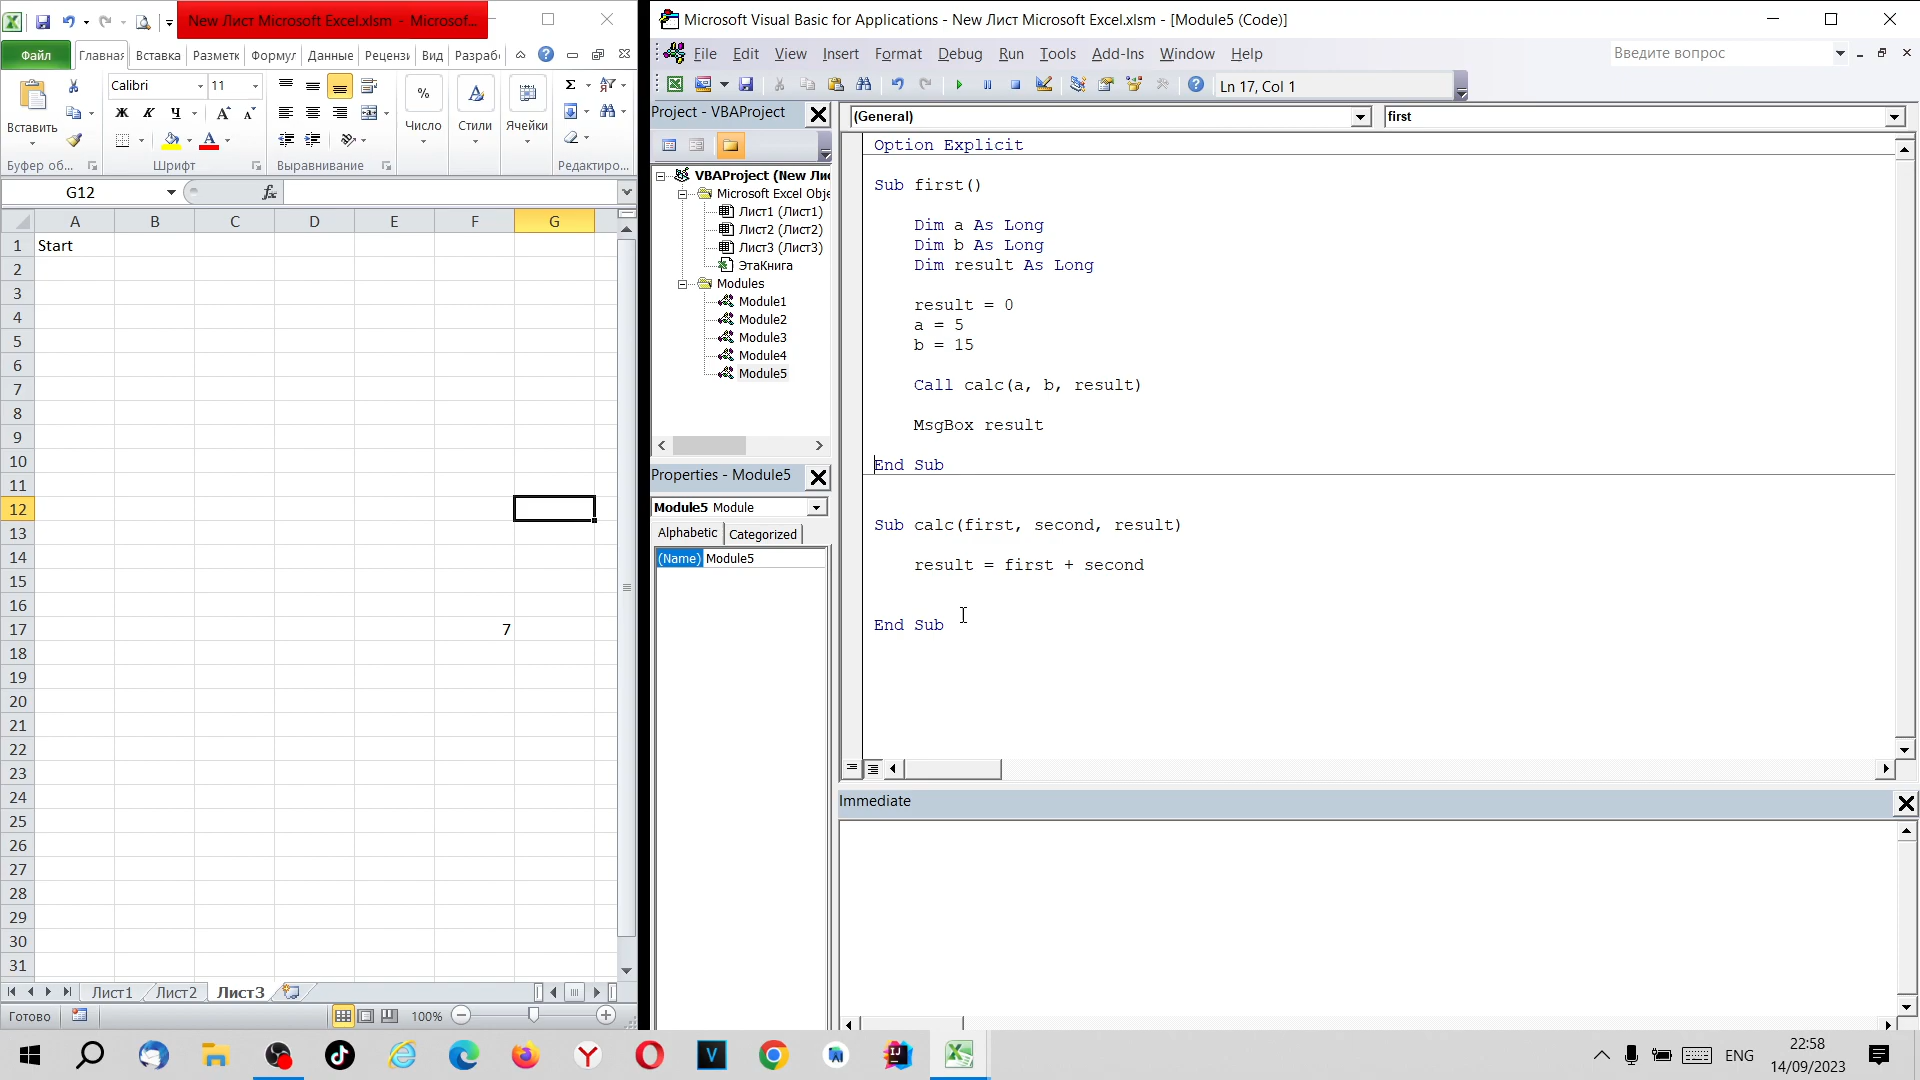 New Лист Microsoft Excel.xlsm - Microsof...
Файл Главная Вставка Разметк Формул Данные Рецензи Вид Разраб
Вставить
Calibri 11
Ж К Ч
Число Стили Ячейки
Буфер об... Шрифт Выравнивание Редактиро...
G12 fx
A B C D E F G
1 Start
2
3
4
5
6
7
8
9
10
11
12
13
14
15
16
17 7
18
19
20
21
22
23
24
25
26
27
28
29
30
31
Лист1 Лист2 Лист3
Готово 100%
Microsoft Visual Basic for Applications - New Лист Microsoft Excel.xlsm - [Module5 (Code)]
File Edit View Insert Format Debug Run Tools Add-Ins Window Help Введите вопрос
Ln 17, Col 1
Project - VBAProject
VBAProject (New Ли
Microsoft Excel Obje
Лист1 (Лист1)
Лист2 (Лист2)
Лист3 (Лист3)
ЭтаКнига
Modules
Module1
Module2
Module3
Module4
Module5
Properties - Module5
Module5 Module
Alphabetic Categorized
(Name) Module5
(General) first
Option Explicit
Sub first()
Dim a As Long
Dim b As Long
Dim result As Long
result = 0
a = 5
b = 15
Call calc(a, b, result)
MsgBox result
End Sub
Sub calc(first, second, result)
result = first + second
End Sub
Immediate
ENG
22:58
14/09/2023